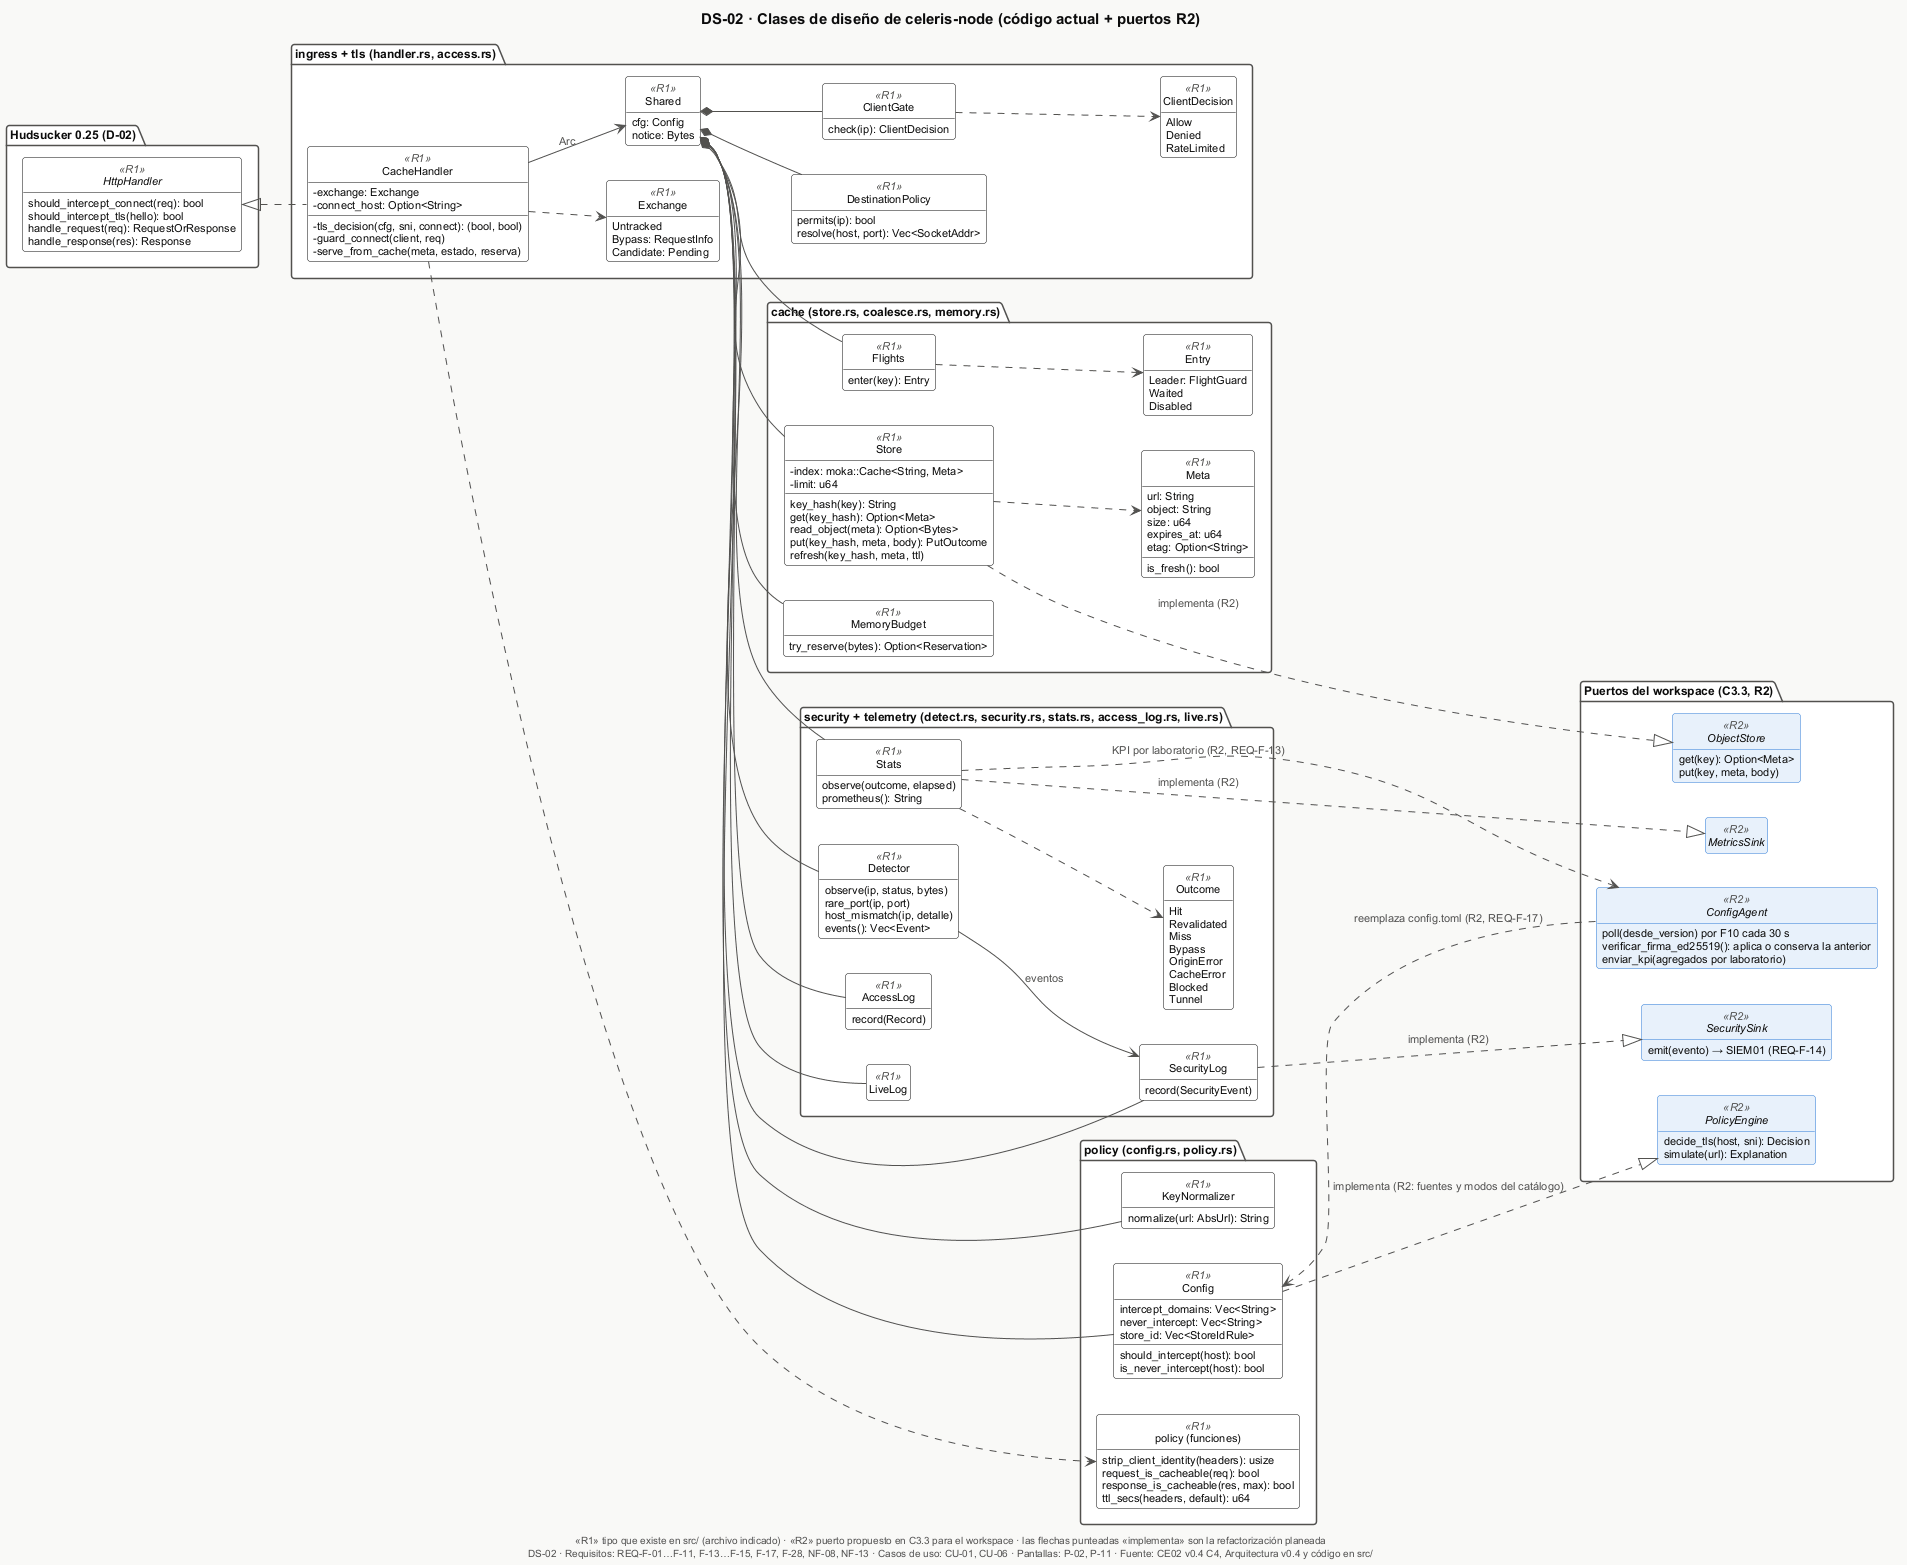 DS-02 · Clases de diseño de celeris-node (código actual + puertos R2)
ingress + tls (handler.rs, access.rs)
Hudsucker 0.25 (D-02)
«R1»
HttpHandler
should_intercept_connect(req): bool
should_intercept_tls(hello): bool
handle_request(req): RequestOrResponse
handle_response(res): Response
«R1»
CacheHandler
-exchange: Exchange
-connect_host: Option<String>
-tls_decision(cfg, sni, connect): (bool, bool)
-guard_connect(client, req)
-serve_from_cache(meta, estado, reserva)
Arc
«R1»
Shared
cfg: Config
notice: Bytes
«R1»
Exchange
Untracked
Bypass: RequestInfo
Candidate: Pending
«R1»
ClientGate
check(ip): ClientDecision
«R1»
DestinationPolicy
permits(ip): bool
resolve(host, port): Vec<SocketAddr>
«R1»
ClientDecision
Allow
Denied
RateLimited
cache (store.rs, coalesce.rs, memory.rs)
«R1»
Flights
enter(key): Entry
«R1»
Entry
Leader: FlightGuard
Waited
Disabled
«R1»
Store
-index: moka::Cache<String, Meta>
-limit: u64
key_hash(key): String
get(key_hash): Option<Meta>
read_object(meta): Option<Bytes>
put(key_hash, meta, body): PutOutcome
refresh(key_hash, meta, ttl)
«R1»
Meta
url: String
object: String
size: u64
expires_at: u64
etag: Option<String>
is_fresh(): bool
«R1»
MemoryBudget
try_reserve(bytes): Option<Reservation>
implementa (R2)
security + telemetry (detect.rs, security.rs, stats.rs, access_log.rs, live.rs)
«R1»
Stats
observe(outcome, elapsed)
prometheus(): String
KPI por laboratorio (R2, REQ-F-13)
implementa (R2)
«R1»
Detector
observe(ip, status, bytes)
rare_port(ip, port)
host_mismatch(ip, detalle)
events(): Vec<Event>
«R1»
Outcome
Hit
Revalidated
Miss
Bypass
OriginError
CacheError
Blocked
Tunnel
«R1»
AccessLog
record(Record)
eventos
«R1»
LiveLog
«R1»
SecurityLog
record(SecurityEvent)
Puertos del workspace (C3.3, R2)
«R2»
ObjectStore
get(key): Option<Meta>
put(key, meta, body)
«R2»
MetricsSink
«R2»
ConfigAgent
poll(desde_version) por F10 cada 30 s
verificar_firma_ed25519(): aplica o conserva la anterior
enviar_kpi(agregados por laboratorio)
reemplaza config.toml (R2, REQ-F-17)
«R2»
SecuritySink
emit(evento) → SIEM01 (REQ-F-14)
implementa (R2)
«R2»
PolicyEngine
decide_tls(host, sni): Decision
simulate(url): Explanation
implementa (R2: fuentes y modos del catálogo)
policy (config.rs, policy.rs)
«R1»
KeyNormalizer
normalize(url: AbsUrl): String
«R1»
Config
intercept_domains: Vec<String>
never_intercept: Vec<String>
store_id: Vec<StoreIdRule>
should_intercept(host): bool
is_never_intercept(host): bool
«R1»
policy (funciones)
strip_client_identity(headers): usize
request_is_cacheable(req): bool
response_is_cacheable(res, max): bool
ttl_secs(headers, default): u64
«R1» tipo que existe en src/ (archivo indicado) · «R2» puerto propuesto en C3.3 para el workspace · las flechas punteadas «implementa» son la refactorización planeada
DS-02 · Requisitos: REQ-F-01…F-11, F-13…F-15, F-17, F-28, NF-08, NF-13 · Casos de uso: CU-01, CU-06 · Pantallas: P-02, P-11 · Fuente: CE02 v0.4 C4, Arquitectura v0.4 y código en src/